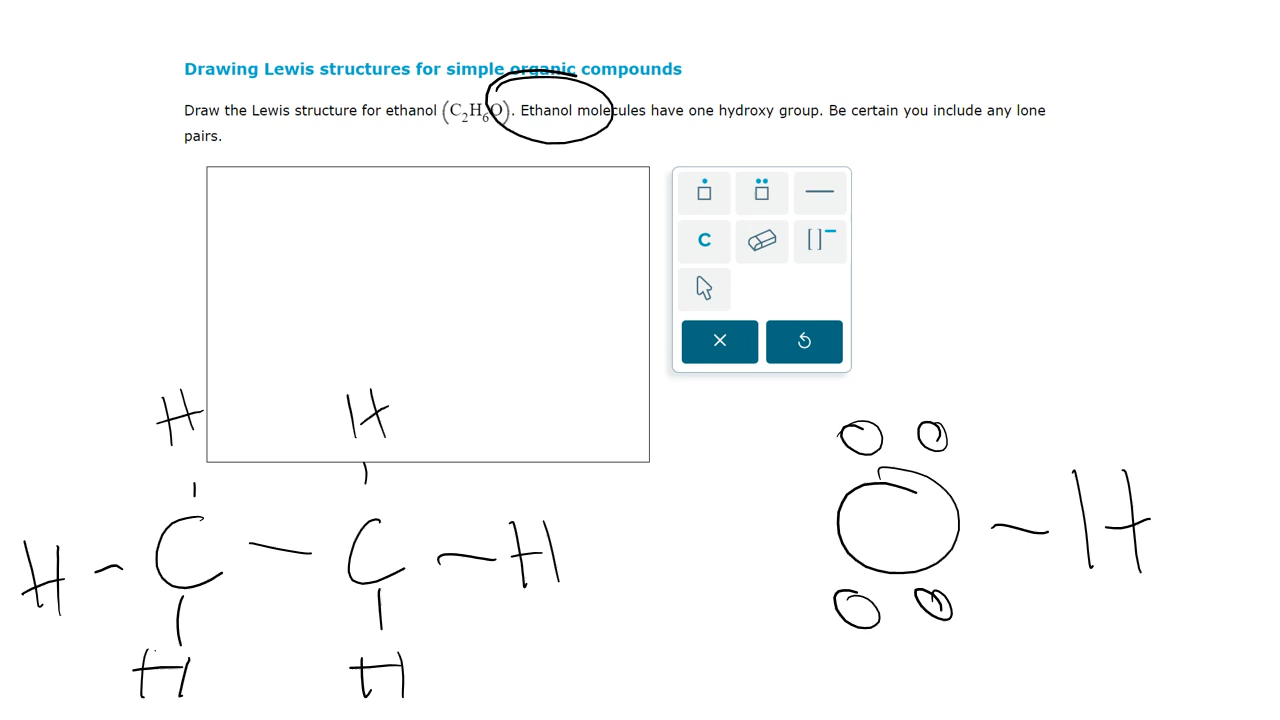 Drawing Lewis structures for simple organic compounds
Draw the Lewis structure for ethanol (C₂H₆O). Ethanol molecules have one hydroxy group. Be certain you include any lone
pairs.
C
[ ]⁻
×
H H
H - C - C - H
H H
O - H